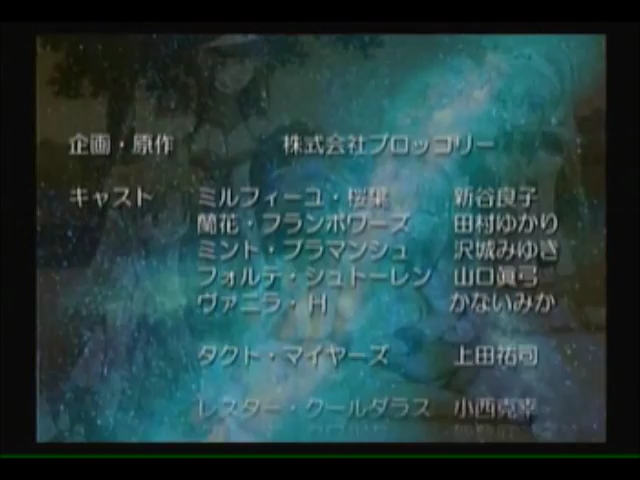 企画・原作 株式会社ブロッコリー
キャスト ミルフィーユ・桜葉 新谷良子
蘭花・フランボワーズ 田村ゆかり
ミント・ブラマンシュ 沢城みゆき
フォルテ・シュトーレン 山口眞弓
ヴァニラ・H かないみか
タクト・マイヤーズ 上田祐司
レスター・クールダラス 小西克幸